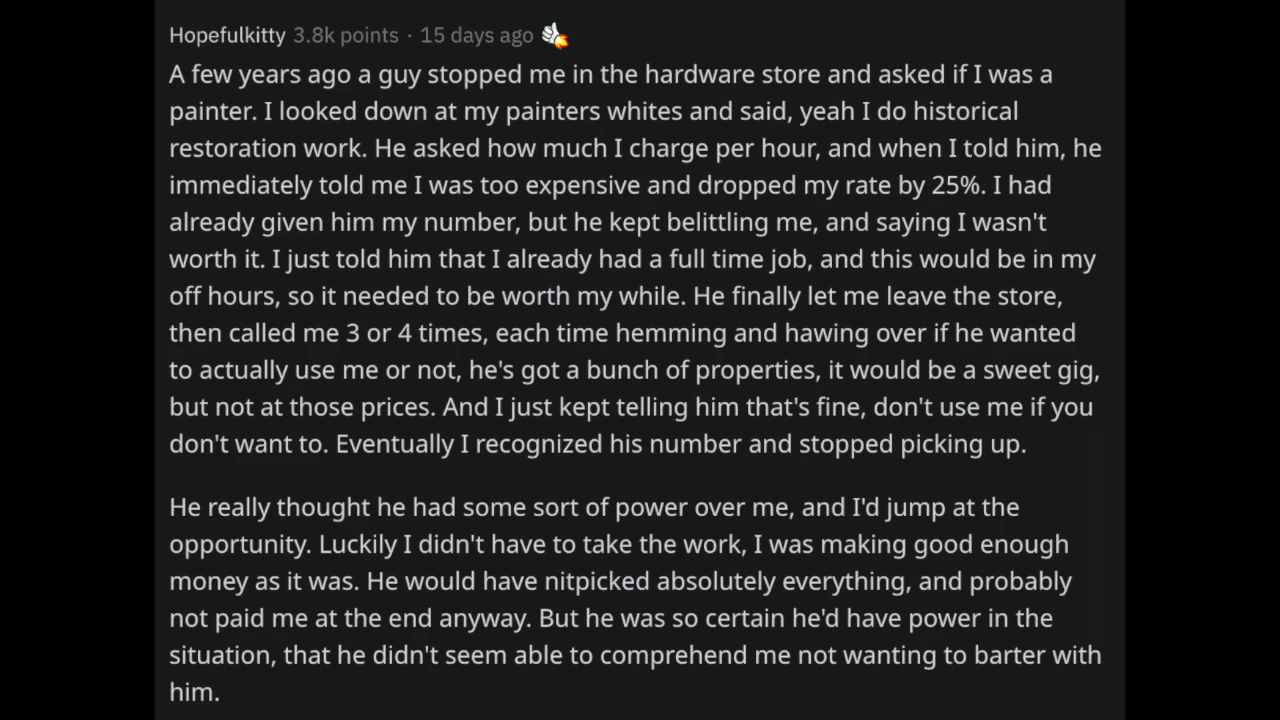 Hopefulkitty 3.8k points · 15 days ago
A few years ago a guy stopped me in the hardware store and asked if I was a
painter. I looked down at my painters whites and said, yeah I do historical
restoration work. He asked how much I charge per hour, and when I told him, he
immediately told me I was too expensive and dropped my rate by 25%. I had
already given him my number, but he kept belittling me, and saying I wasn't
worth it. I just told him that I already had a full time job, and this would be in my
off hours, so it needed to be worth my while. He finally let me leave the store,
then called me 3 or 4 times, each time hemming and hawing over if he wanted
to actually use me or not, he's got a bunch of properties, it would be a sweet gig,
but not at those prices. And I just kept telling him that's fine, don't use me if you
don't want to. Eventually I recognized his number and stopped picking up.
He really thought he had some sort of power over me, and I'd jump at the
opportunity. Luckily I didn't have to take the work, I was making good enough
money as it was. He would have nitpicked absolutely everything, and probably
not paid me at the end anyway. But he was so certain he'd have power in the
situation, that he didn't seem able to comprehend me not wanting to barter with
him.